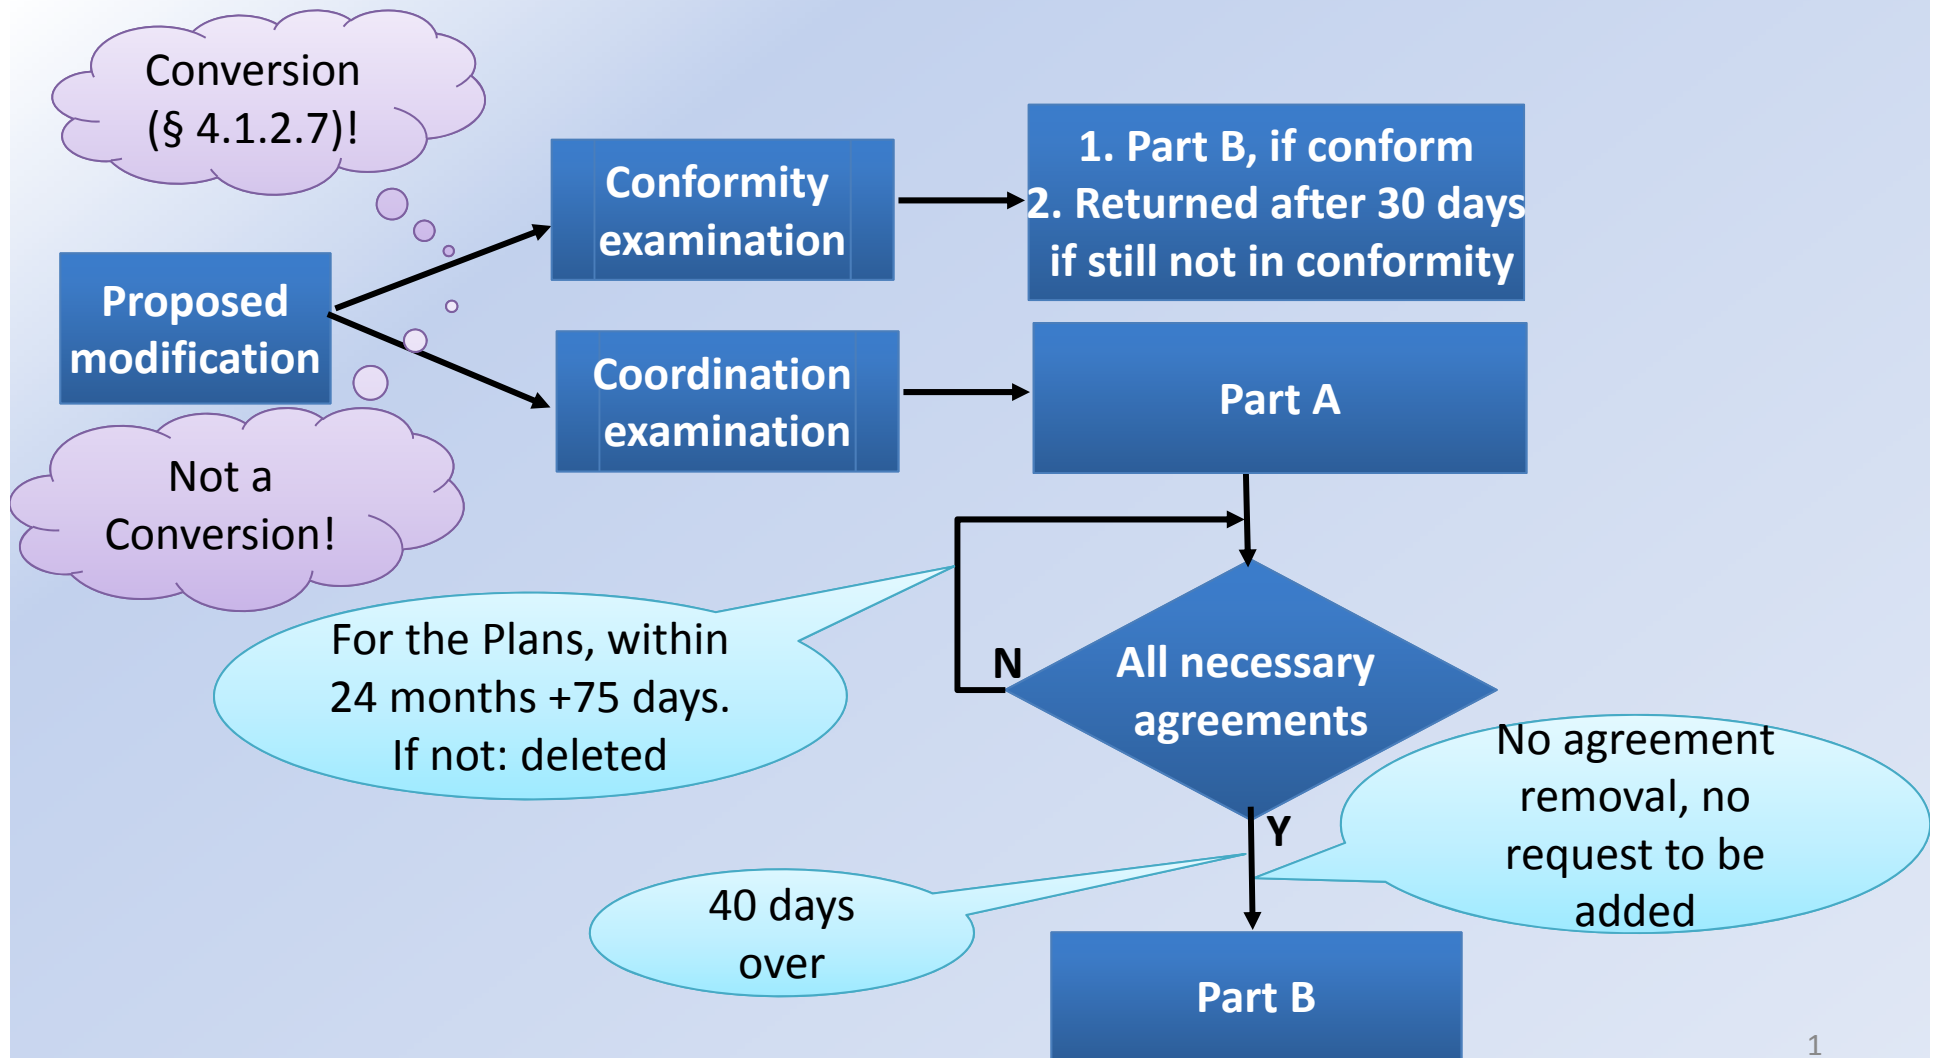 Conversion
(§ 4.1.2.7)!
Conformity
examination
1. Part B, if conform
2. Returned after 30 days
if still not in conformity
Proposed
modification
Coordination
examination
Part A
Not a
Conversion!
For the Plans, within
24 months +75 days.
If not: deleted
N
All necessary
agreements
Y
No agreement
removal, no
request to be
added
40 days
over
Part B
1